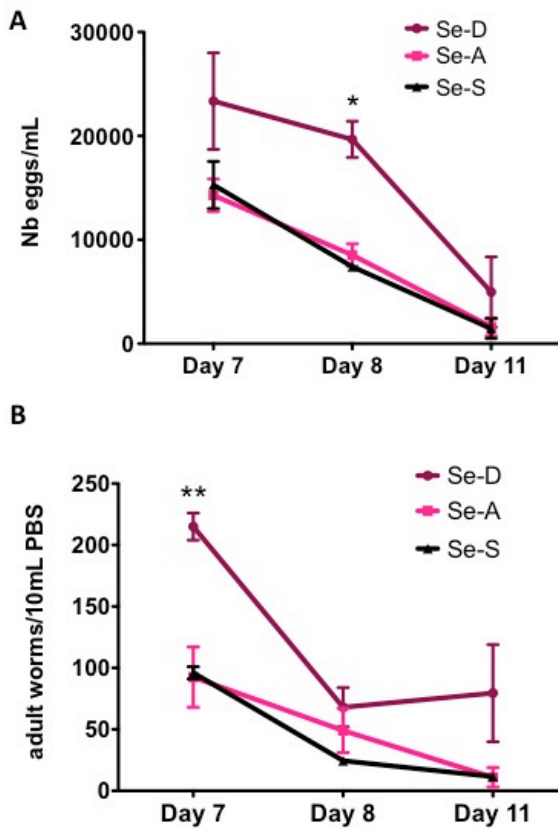 A
Nb eggs/mL
30000
20000
10000
0
*
Se-D
Se-A
Se-S
Day 7 Day 8 Day 11
B
adult worms/10mL PBS
250
200
150
100
50
0
**
Se-D
Se-A
Se-S
Day 7 Day 8 Day 11